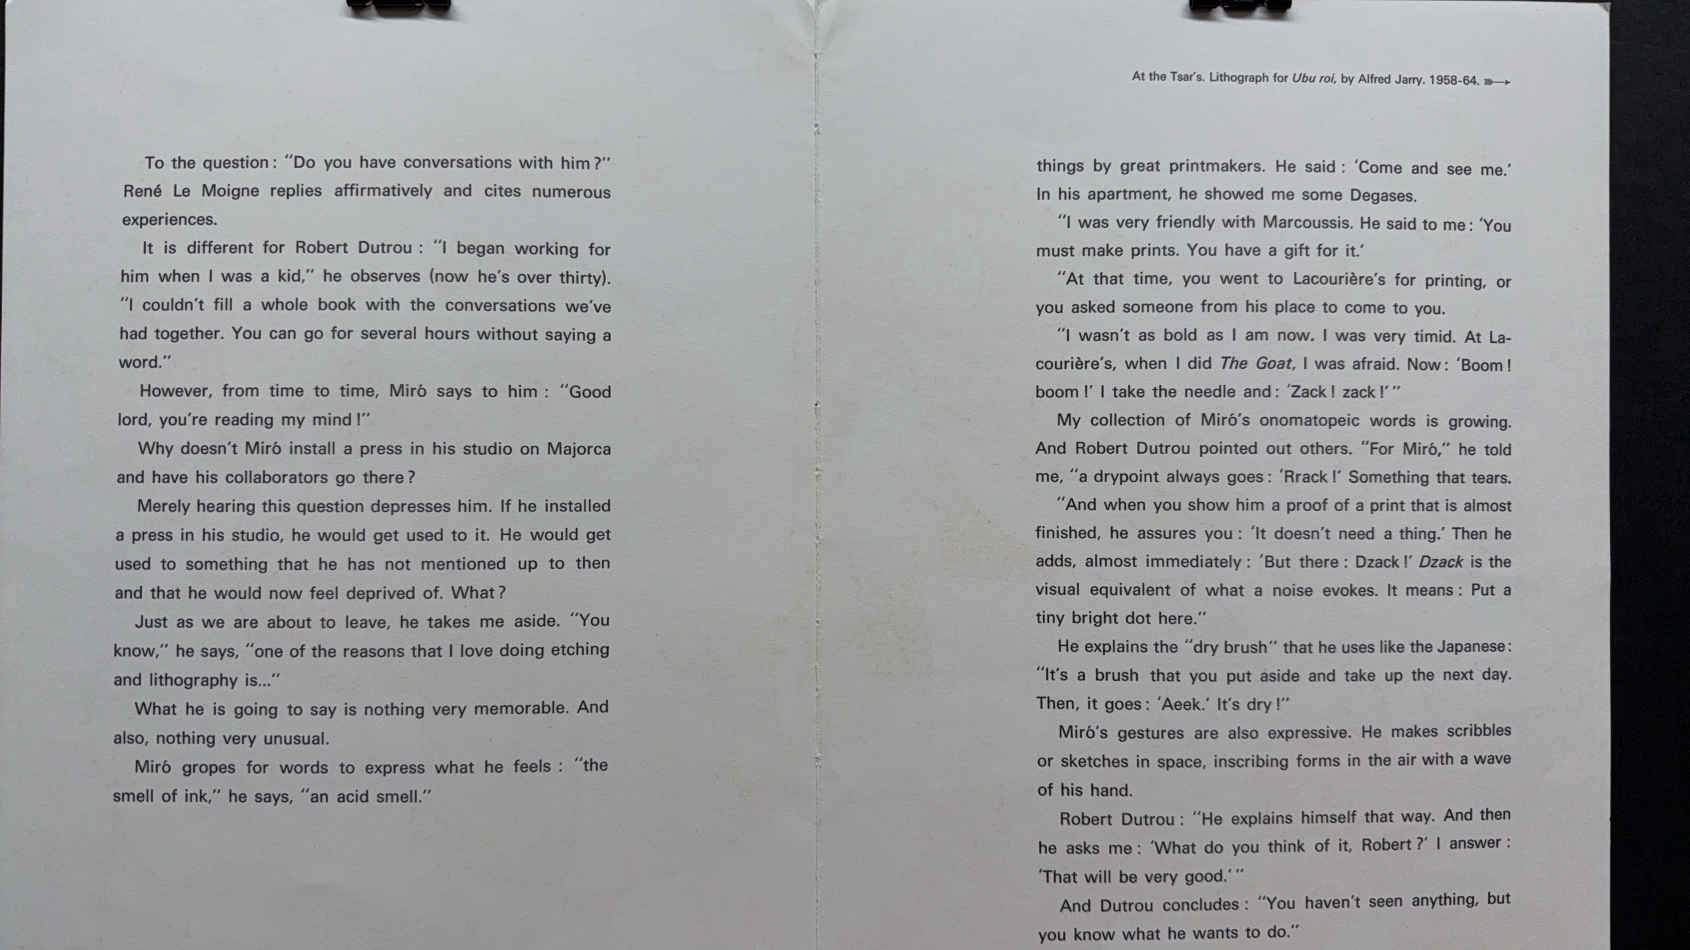 To the question : “Do you have conversations with him ?”
René Le Moigne replies affirmatively and cites numerous
experiences.
It is different for Robert Dutrou : “I began working for
him when I was a kid,” he observes (now he’s over thirty).
“I couldn’t fill a whole book with the conversations we’ve
had together. You can go for several hours without saying a
word.”
However, from time to time, Miró says to him : “Good
lord, you’re reading my mind !”
Why doesn’t Miró install a press in his studio on Majorca
and have his collaborators go there ?
Merely hearing this question depresses him. If he installed
a press in his studio, he would get used to it. He would get
used to something that he has not mentioned up to then
and that he would now feel deprived of. What ?
Just as we are about to leave, he takes me aside. “You
know,” he says, “one of the reasons that I love doing etching
and lithography is...”
What he is going to say is nothing very memorable. And
also, nothing very unusual.
Miró gropes for words to express what he feels : “the
smell of ink,” he says, “an acid smell.”
At the Tsar’s. Lithograph for Ubu roi, by Alfred Jarry. 1958-64.
things by great printmakers. He said : ‘Come and see me.’
In his apartment, he showed me some Degases.
“I was very friendly with Marcoussis. He said to me : ‘You
must make prints. You have a gift for it.’
“At that time, you went to Lacourière’s for printing, or
you asked someone from his place to come to you.
“I wasn’t as bold as I am now. I was very timid. At La-
courière’s, when I did The Goat, I was afraid. Now : ‘Boom !
boom !’ I take the needle and : ‘Zack ! zack !’ ”
My collection of Miró’s onomatopeic words is growing.
And Robert Dutrou pointed out others. “For Miró,” he told
me, “a drypoint always goes : ‘Rrack !’ Something that tears.
“And when you show him a proof of a print that is almost
finished, he assures you : ‘It doesn’t need a thing.’ Then he
adds, almost immediately : ‘But there : Dzack !’ Dzack is the
visual equivalent of what a noise evokes. It means : Put a
tiny bright dot here.”
He explains the “dry brush” that he uses like the Japanese :
“It’s a brush that you put aside and take up the next day.
Then, it goes : ‘Aeek.’ It’s dry !”
Miró’s gestures are also expressive. He makes scribbles
or sketches in space, inscribing forms in the air with a wave
of his hand.
Robert Dutrou : “He explains himself that way. And then
he asks me : ‘What do you think of it, Robert ?’ I answer :
‘That will be very good.’ ”
And Dutrou concludes : “You haven’t seen anything, but
you know what he wants to do.”